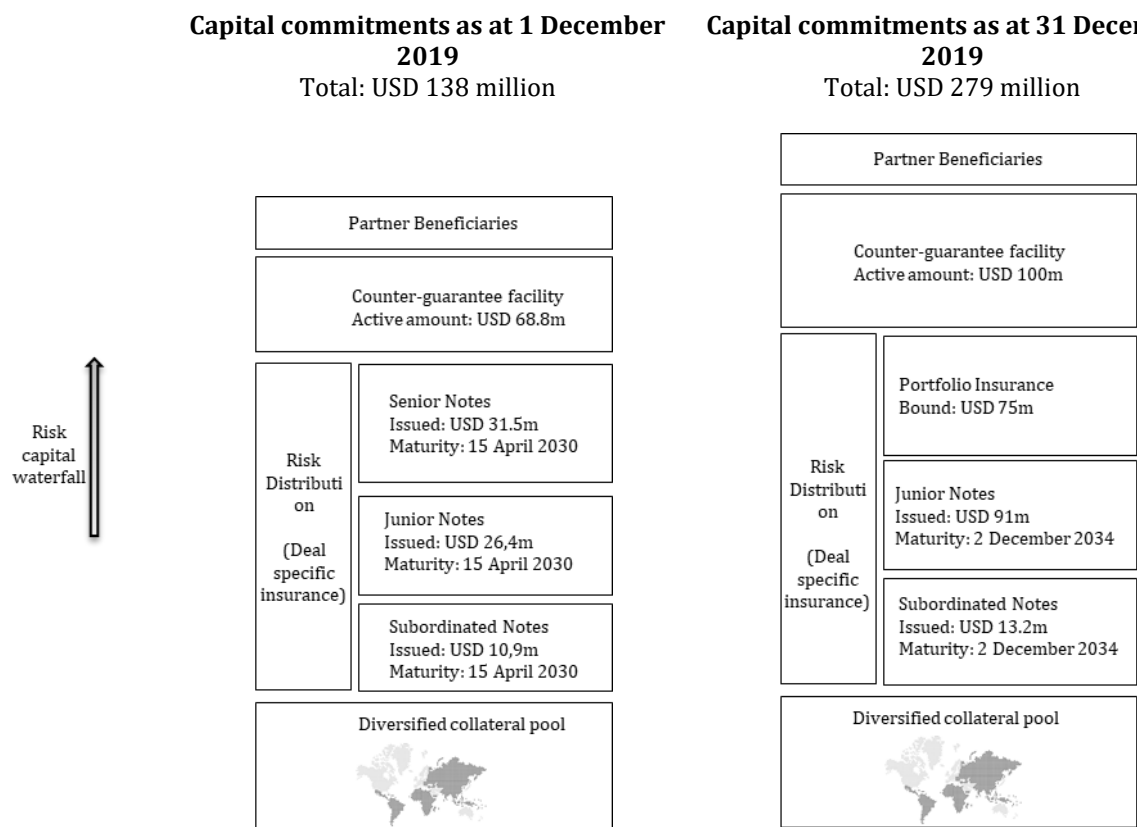 Capital commitments as at 1 December
2019
Total: USD 138 million
Capital commitments as at 31 Decem
2019
Total: USD 279 million
Risk
capital
waterfall
Partner Beneficiaries
Counter-guarantee facility
Active amount: USD 68.8m
Risk
Distributi
on
(Deal
specific
insurance)
Senior Notes
Issued: USD 31.5m
Maturity: 15 April 2030
Junior Notes
Issued: USD 26,4m
Maturity: 15 April 2030
Subordinated Notes
Issued: USD 10,9m
Maturity: 15 April 2030
Diversified collateral pool
Partner Beneficiaries
Counter-guarantee facility
Active amount: USD 100m
Risk
Distributi
on
(Deal
specific
insurance)
Portfolio Insurance
Bound: USD 75m
Junior Notes
Issued: USD 91m
Maturity: 2 December 2034
Subordinated Notes
Issued: USD 13.2m
Maturity: 2 December 2034
Diversified collateral pool